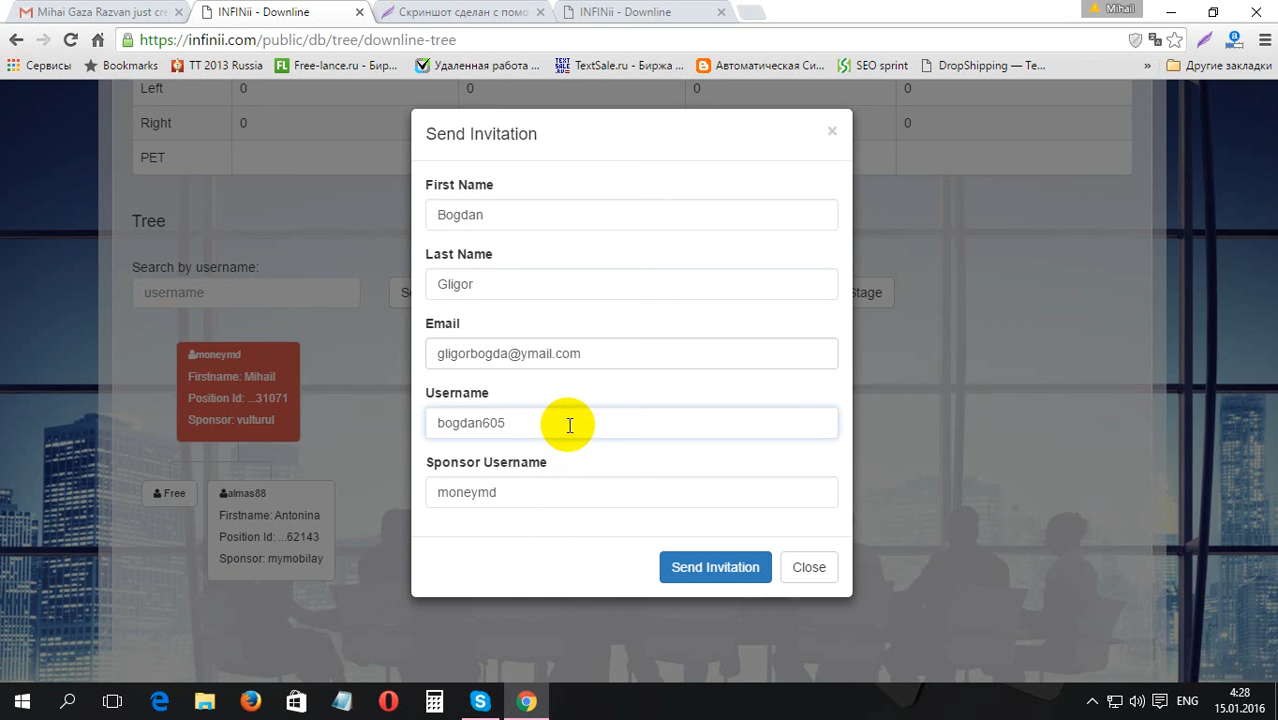 Mihai Gaza Razvan just cre
INFINii - Downline
Скриншот сделан с помо
INFINii - Downline
Mihail
https://infinii.com/public/db/tree/downline-tree
Сервисы
Bookmarks
TT 2013 Russia
Free-lance.ru - Бир...
Удаленная работа ...
TextSale.ru - Биржа ...
Автоматическая Си...
SEO sprint
DropShipping — Те...
»
Другие закладки
Left 0 0 0 0
Right 0 0
PET
Send Invitation ×
First Name
Bogdan
Last Name
Gligor
Email
gligorbogda@ymail.com
Username
bogdan605
Sponsor Username
moneymd
Send Invitation Close
Tree
Search by username:
username
Stage
moneymd
Firstname: Mihail
Position Id: ...31071
Sponsor: vulturul
Free
almas88
Firstname: Antonina
Position Id: ...62143
Sponsor: mymobilay
ENG
4:28
15.01.2016